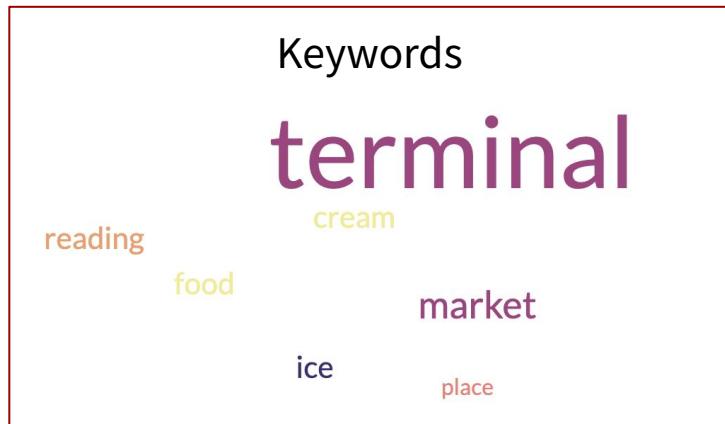 Keywords
terminal
cream
reading
food
market
ice
place